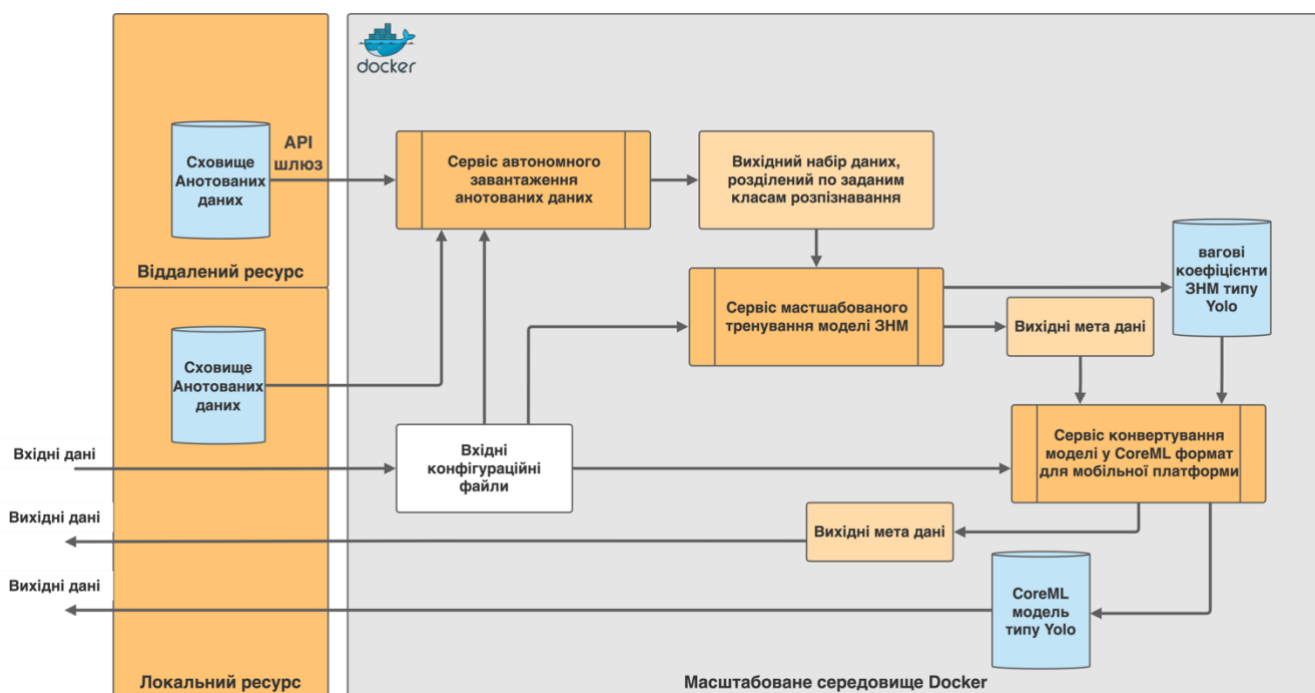 docker
Сховище
Анотованих
даних
API
шлюз
Віддалений ресурс
Сервіс автономного
завантаження
анотованих даних
Вихідний набір даних,
розділений по заданим
класам розпізнавання
Сервіс мастшабованого
тренування моделі ЗНМ
вагові
коефіцієнти
ЗНМ типу
Yolo
Вихідні мета дані
Сховище
Анотованих
даних
Вхідні дані
Вхідні
конфігураційні
файли
Сервіс конвертування
моделі у CoreML формат
для мобільної платформи
Вихідні дані
Вихідні мета дані
Вихідні дані
CoreML
модель
типу Yolo
Локальний ресурс
Масштабоване середовище Docker